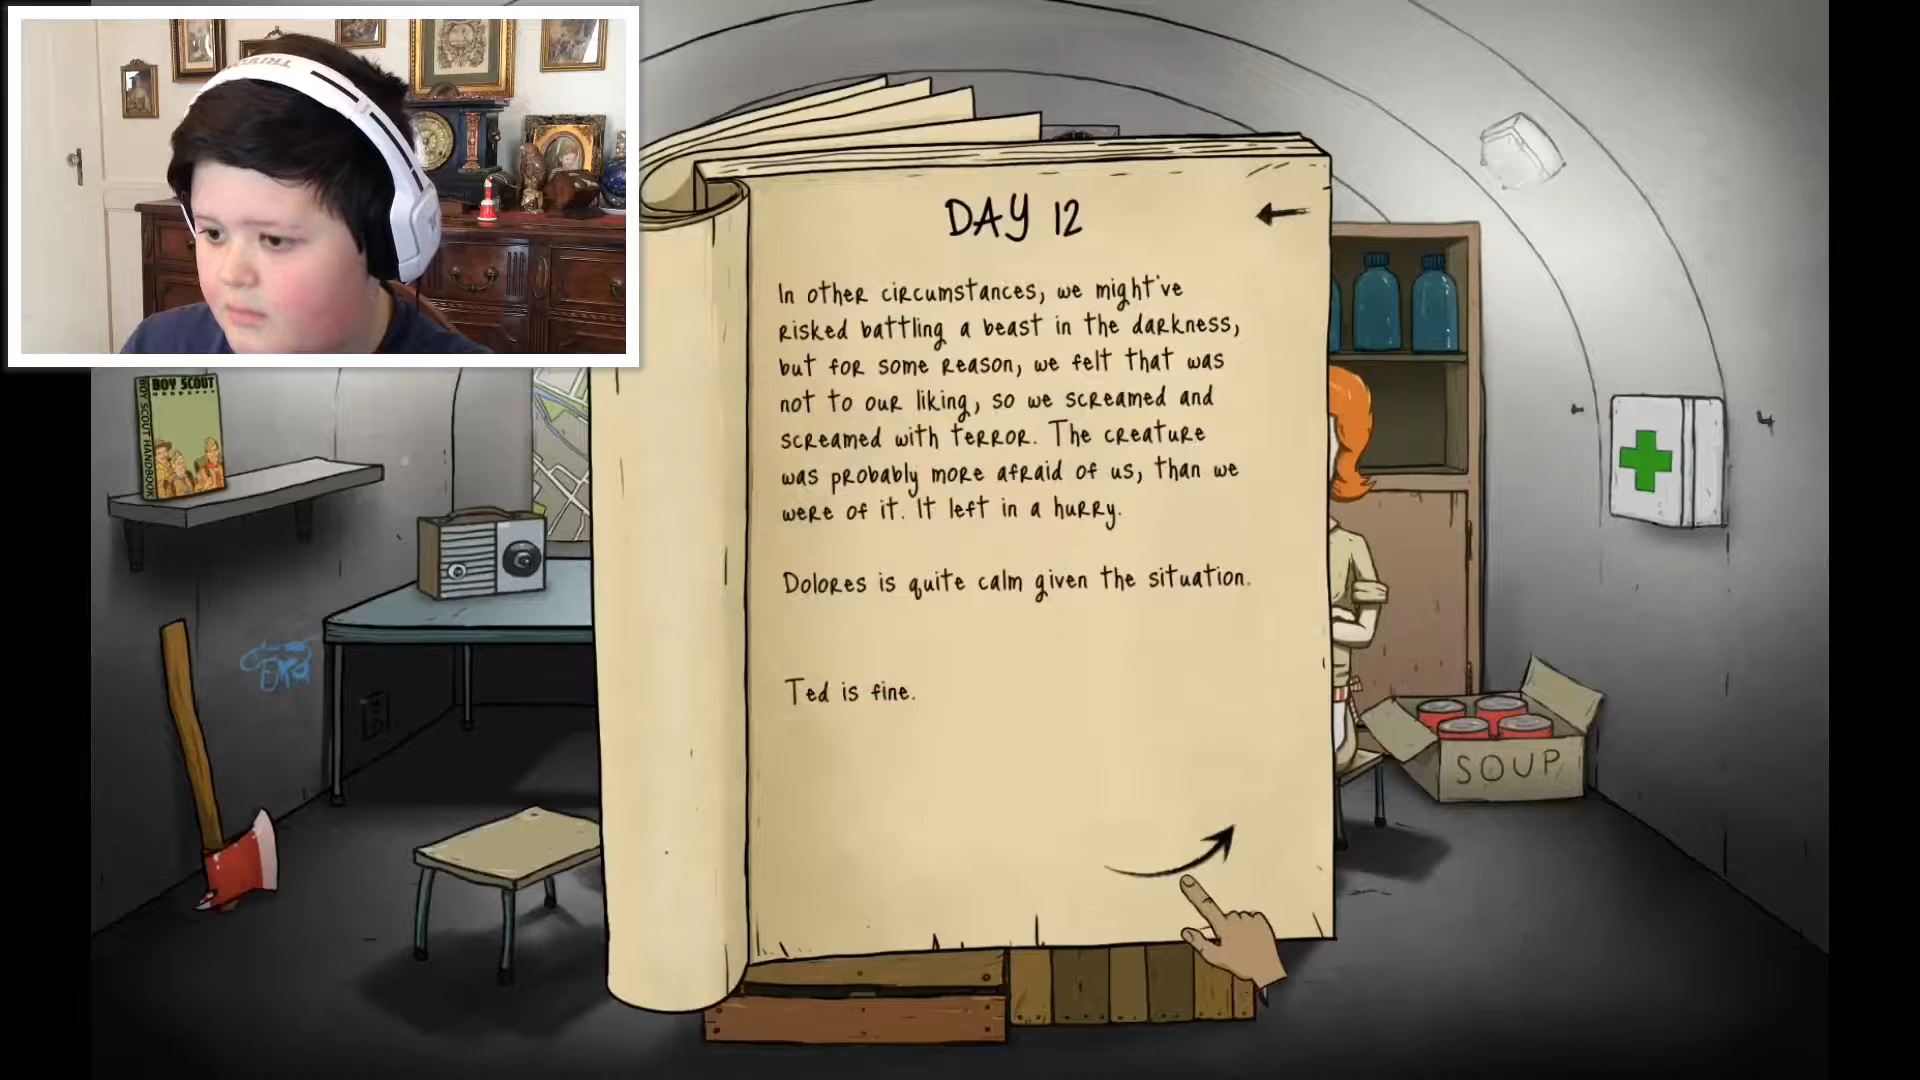 TRITTON
DAY 12
In other circumstances, we might've
risked battling a beast in the darkness,
but for some reason, we felt that was
not to our liking, so we screamed and
screamed with terror. The creature
was probably more afraid of us, than we
were of it. It left in a hurry.
Dolores is quite calm given the situation.
Ted is fine.
BOY SCOUT
BOY SCOUT HANDBOOK
SOUP